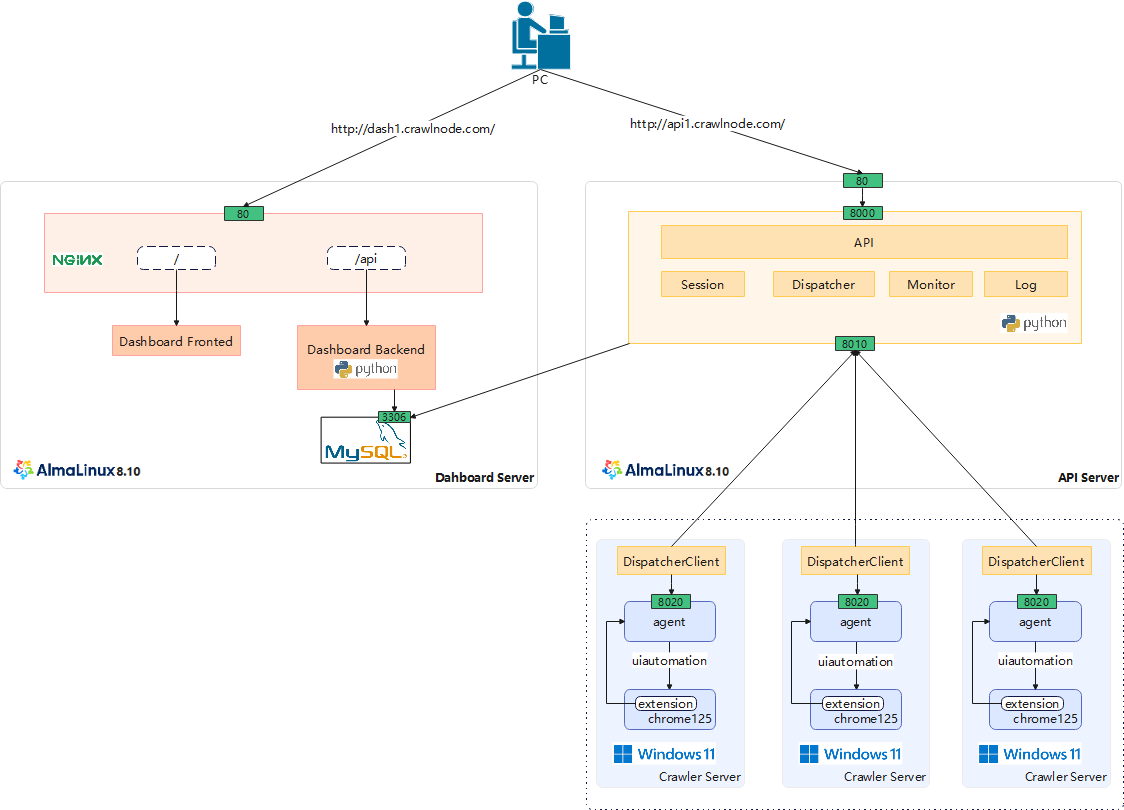 PC
http://dash1.crawlnode.com/
http://api1.crawlnode.com/
80
80
8000
NGINX
/
/api
API
Session
Dispatcher
Monitor
Log
python
Dashboard Fronted
Dashboard Backend
python
8010
3306
MySQL
AlmaLinux 8.10
Dahboard Server
AlmaLinux 8.10
API Server
DispatcherClient
8020
agent
uiautomation
extension
chrome125
Windows 11
Crawler Server
DispatcherClient
8020
agent
uiautomation
extension
chrome125
Windows 11
Crawler Server
DispatcherClient
8020
agent
uiautomation
extension
chrome125
Windows 11
Crawler Server